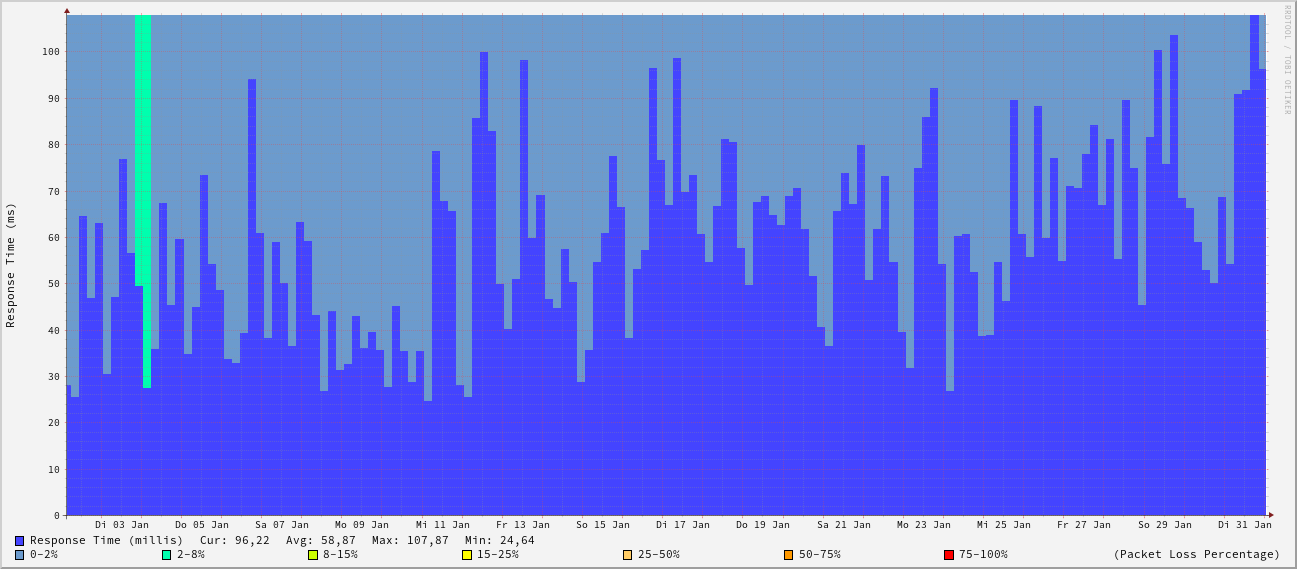 RRDTOOL / TOBI OETIKER
Response Time (ms)
100
90
80
70
60
50
40
30
20
10
0
Di 03 Jan Do 05 Jan Sa 07 Jan Mo 09 Jan Mi 11 Jan Fr 13 Jan So 15 Jan Di 17 Jan Do 19 Jan Sa 21 Jan Mo 23 Jan Mi 25 Jan Fr 27 Jan So 29 Jan Di 31 Jan
Response Time (millis) Cur: 96,22 Avg: 58,87 Max: 107,87 Min: 24,64
0-2% 2-8% 8-15% 15-25% 25-50% 50-75% 75-100% (Packet Loss Percentage)